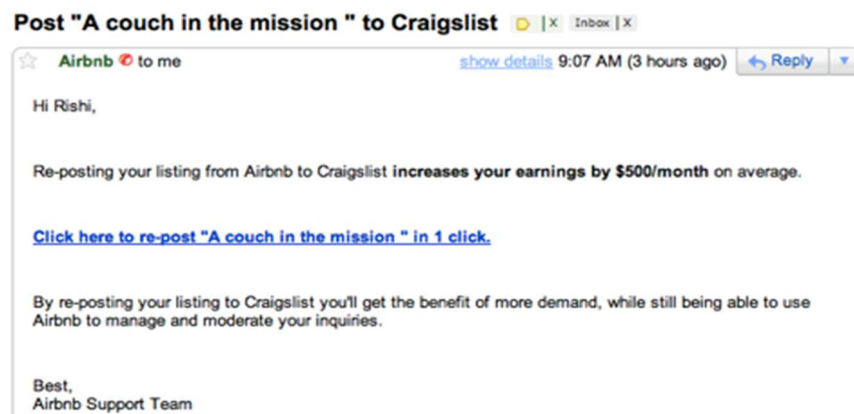 Post "A couch in the mission " to Craigslist | X Inbox | X
Airbnb to me show details 9:07 AM (3 hours ago) Reply
Hi Rishi,
Re-posting your listing from Airbnb to Craigslist increases your earnings by $500/month on average.
Click here to re-post "A couch in the mission " in 1 click.
By re-posting your listing to Craigslist you'll get the benefit of more demand, while still being able to use
Airbnb to manage and moderate your inquiries.
Best,
Airbnb Support Team